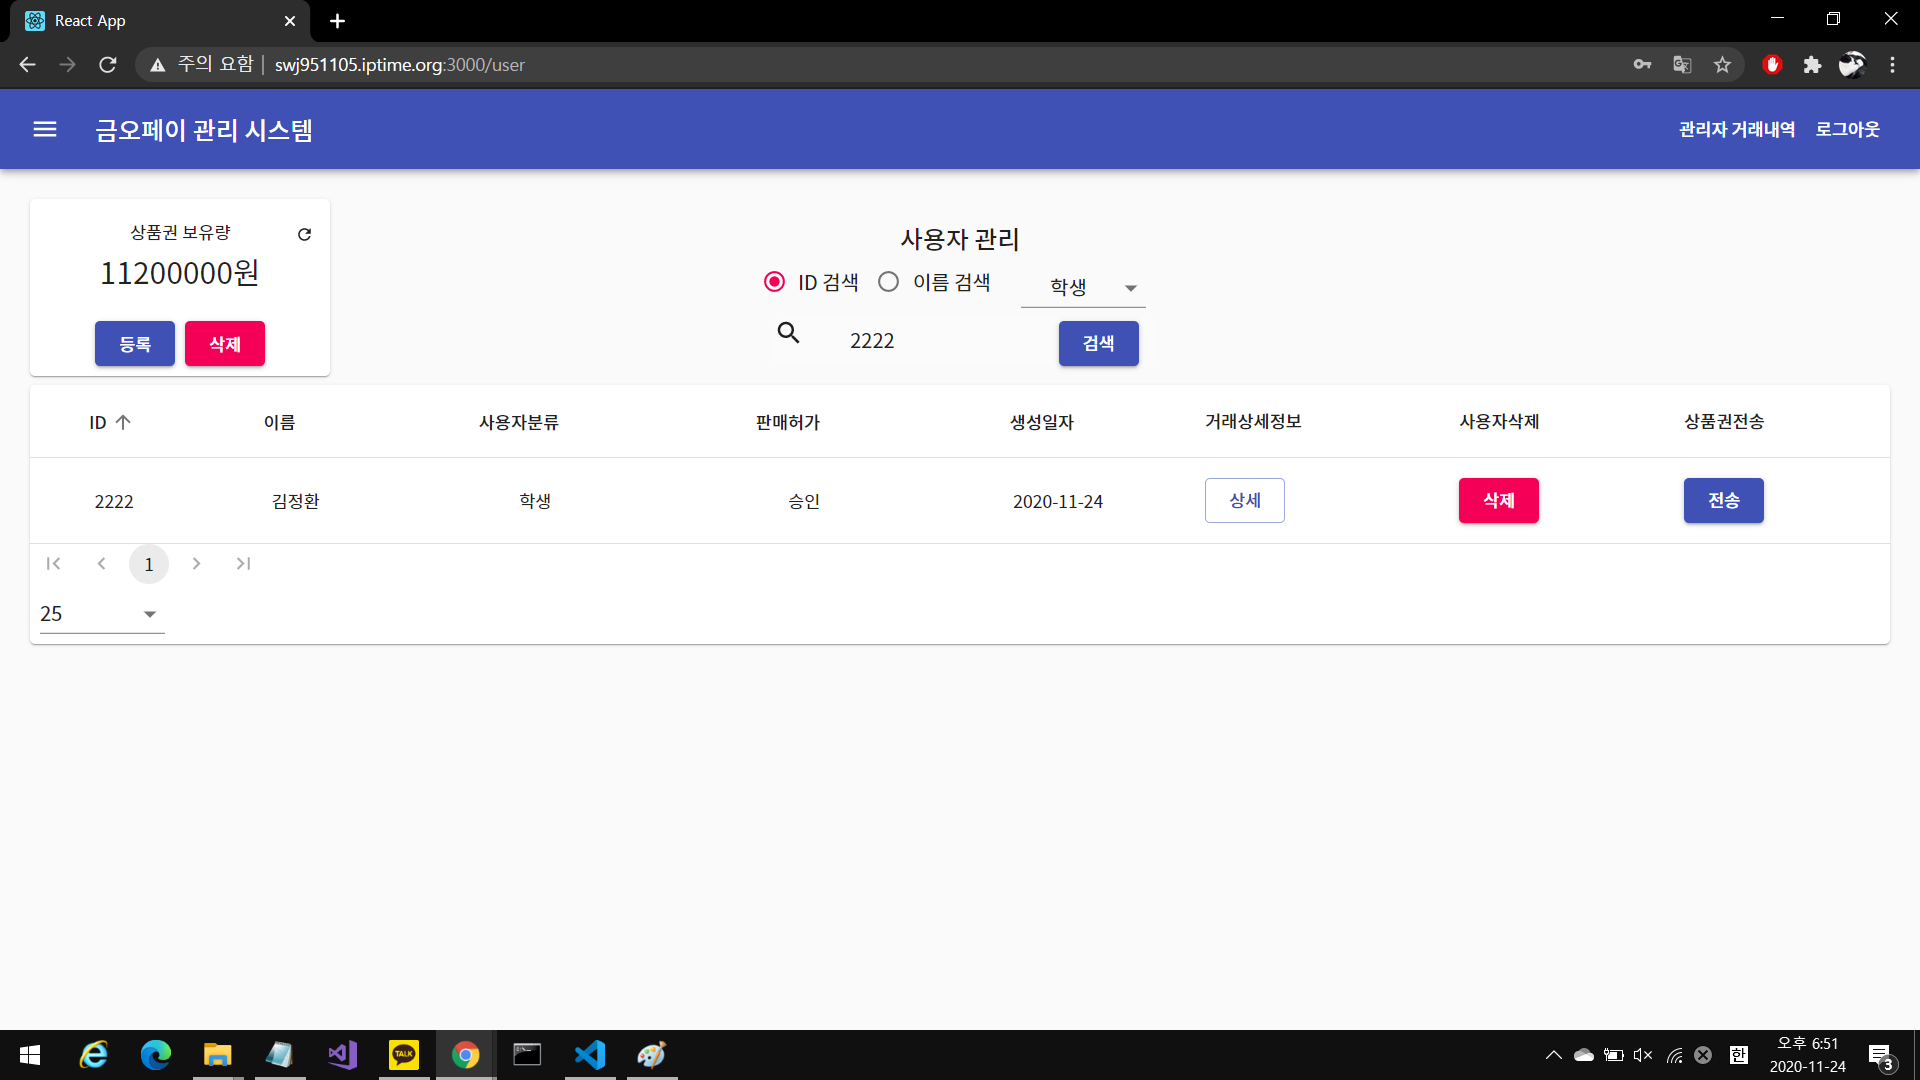 React App
주의 요함 | swj951105.iptime.org:3000/user
금오페이 관리 시스템
관리자 거래내역 로그아웃
상품권 보유량
11200000원
등록 삭제
사용자 관리
ID 검색 이름 검색 학생
2222 검색
ID 이름 사용자분류 판매허가 생성일자 거래상세정보 사용자삭제 상품권전송
2222 김정환 학생 승인 2020-11-24 상세 삭제 전송
1
25
TALK
한
오후 6:51
2020-11-24
3